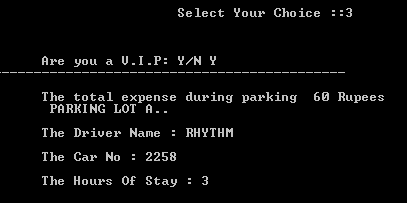 Select Your Choice ::3
Are you a V.I.P: Y/N Y
The total expense during parking  60 Rupees
PARKING LOT A..
The Driver Name : RHYTHM
The Car No : 2258
The Hours Of Stay : 3